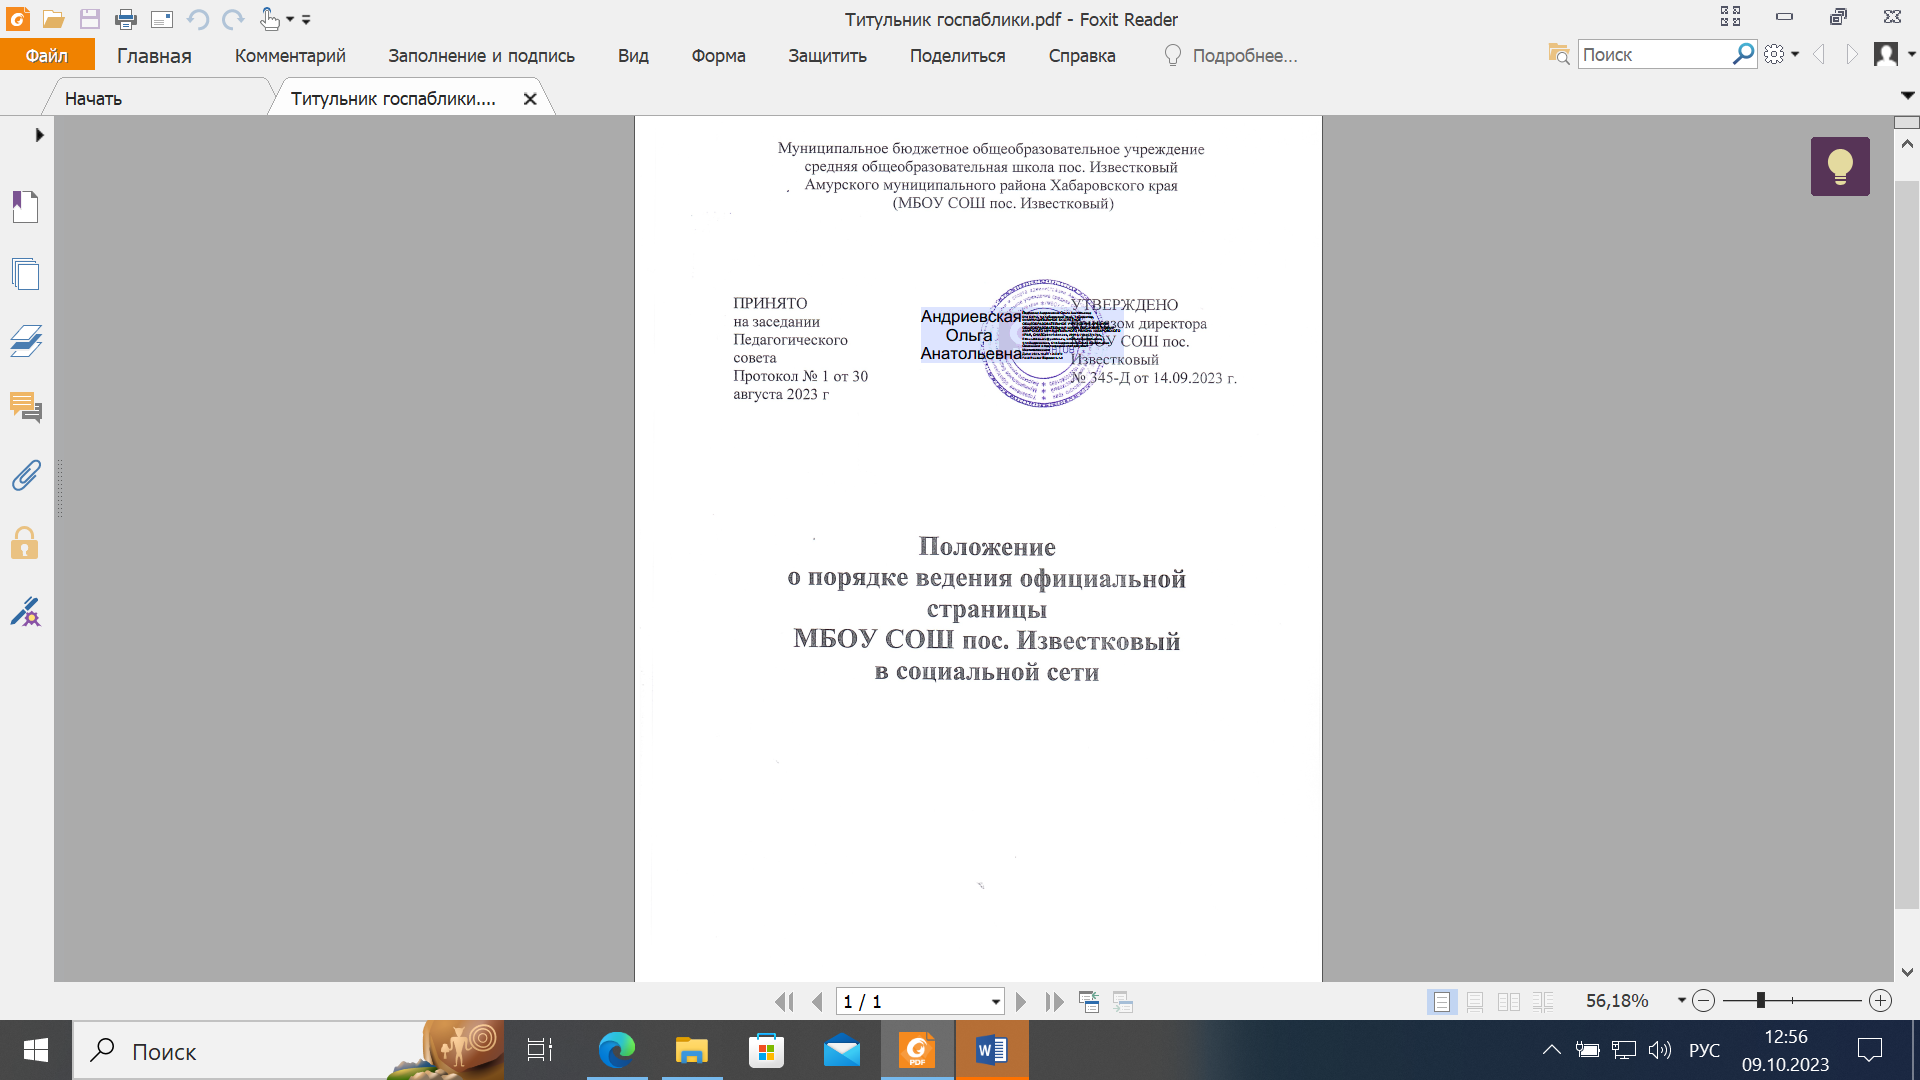 Титульник госпаблики.pdf - Foxit Reader
Файл Главная Комментарий Заполнение и подпись Вид Форма Защитить Поделиться Справка Подробнее... Поиск
Начать Титульник госпаблики....
Муниципальное бюджетное общеобразовательное учреждение
средняя общеобразовательная школа пос. Известковый
Амурского муниципального района Хабаровского края
(МБОУ СОШ пос. Известковый)
ПРИНЯТО
на заседании
Педагогического
совета
Протокол № 1 от 30
августа 2023 г
Андриевская
Ольга
Анатольевна
УТВЕРЖДЕНО
директора
МБОУ СОШ пос.
Известковый
№ 345-Д от 14.09.2023 г.
Положение
о порядке ведения официальной
страницы
МБОУ СОШ пос. Известковый
в социальной сети
1 / 1
56,18%
Поиск
РУС
12:56
09.10.2023